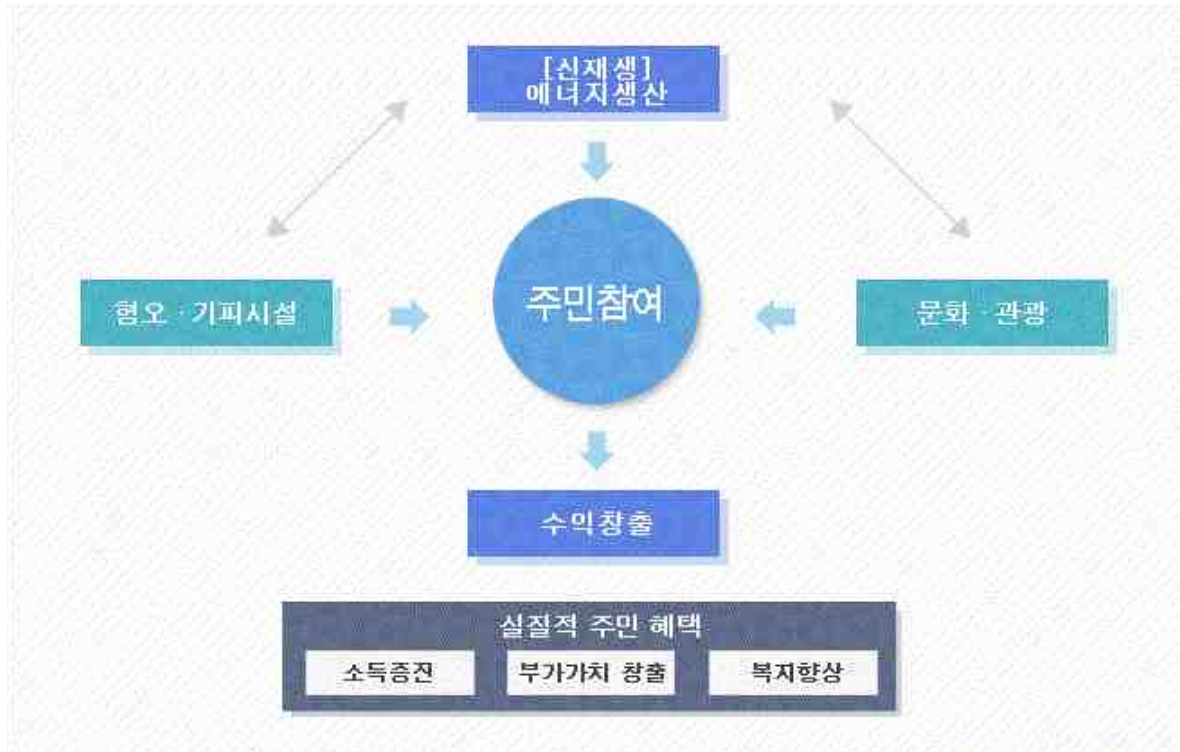 [신재생]
에너지생산
혐오·기피시설
주민참여
문화·관광
수익창출
실질적 주민 혜택
소득증진
부가가치 창출
복지향상